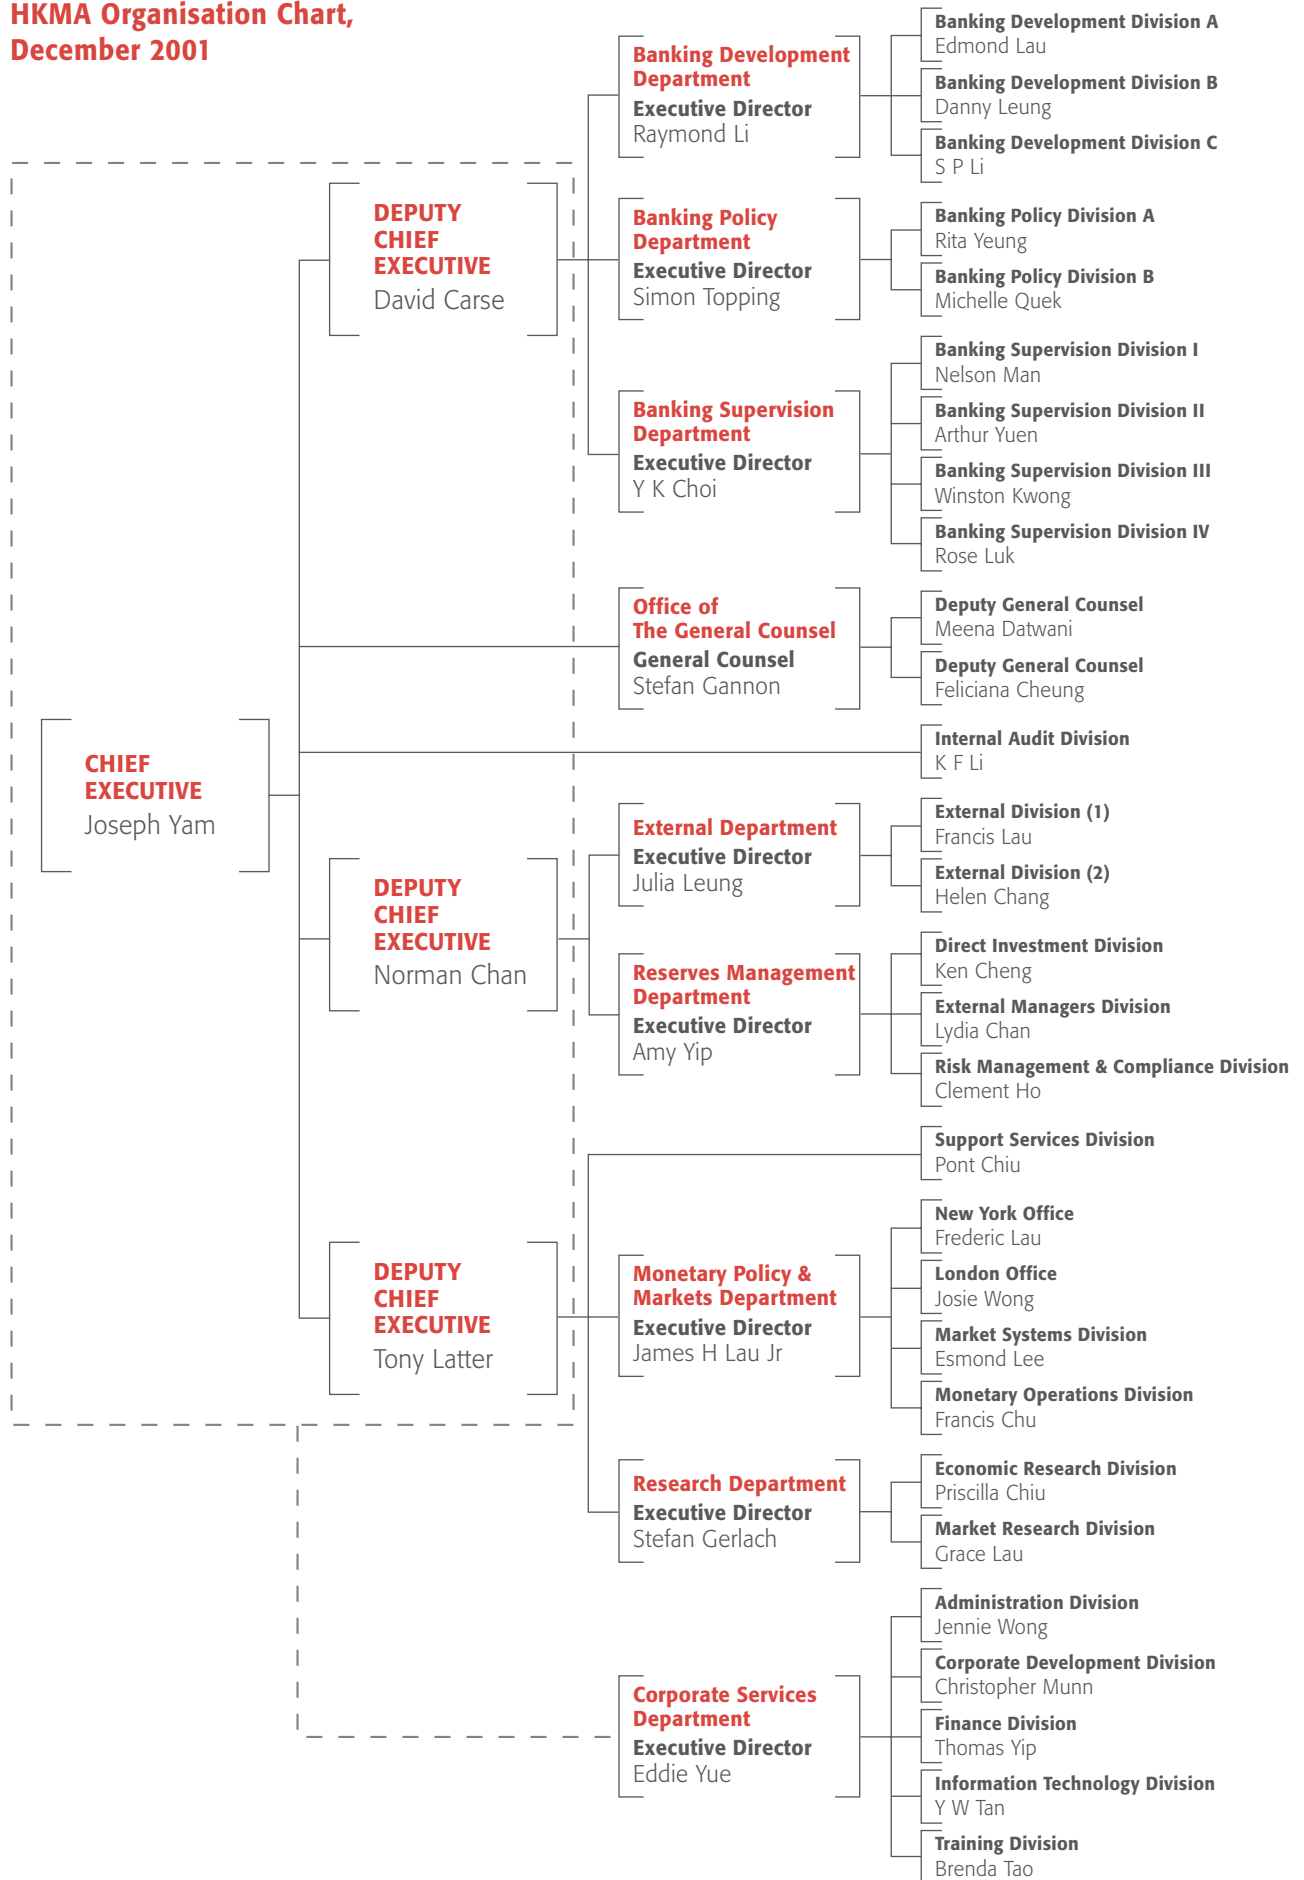 HKMA Organisation Chart,
December 2001
CHIEF
EXECUTIVE
Joseph Yam
DEPUTY
CHIEF
EXECUTIVE
David Carse
Banking Development
Department
Executive Director
Raymond Li
Banking Development Division A
Edmond Lau
Banking Development Division B
Danny Leung
Banking Development Division C
S P Li
Banking Policy
Department
Executive Director
Simon Topping
Banking Policy Division A
Rita Yeung
Banking Policy Division B
Michelle Quek
Banking Supervision
Department
Executive Director
Y K Choi
Banking Supervision Division I
Nelson Man
Banking Supervision Division II
Arthur Yuen
Banking Supervision Division III
Winston Kwong
Banking Supervision Division IV
Rose Luk
Office of
The General Counsel
General Counsel
Stefan Gannon
Deputy General Counsel
Meena Datwani
Deputy General Counsel
Feliciana Cheung
Internal Audit Division
K F Li
DEPUTY
CHIEF
EXECUTIVE
Norman Chan
External Department
Executive Director
Julia Leung
External Division (1)
Francis Lau
External Division (2)
Helen Chang
Reserves Management
Department
Executive Director
Amy Yip
Direct Investment Division
Ken Cheng
External Managers Division
Lydia Chan
Risk Management & Compliance Division
Clement Ho
DEPUTY
CHIEF
EXECUTIVE
Tony Latter
Support Services Division
Pont Chiu
Monetary Policy &
Markets Department
Executive Director
James H Lau Jr
New York Office
Frederic Lau
London Office
Josie Wong
Market Systems Division
Esmond Lee
Monetary Operations Division
Francis Chu
Research Department
Executive Director
Stefan Gerlach
Economic Research Division
Priscilla Chiu
Market Research Division
Grace Lau
Corporate Services
Department
Executive Director
Eddie Yue
Administration Division
Jennie Wong
Corporate Development Division
Christopher Munn
Finance Division
Thomas Yip
Information Technology Division
Y W Tan
Training Division
Brenda Tao